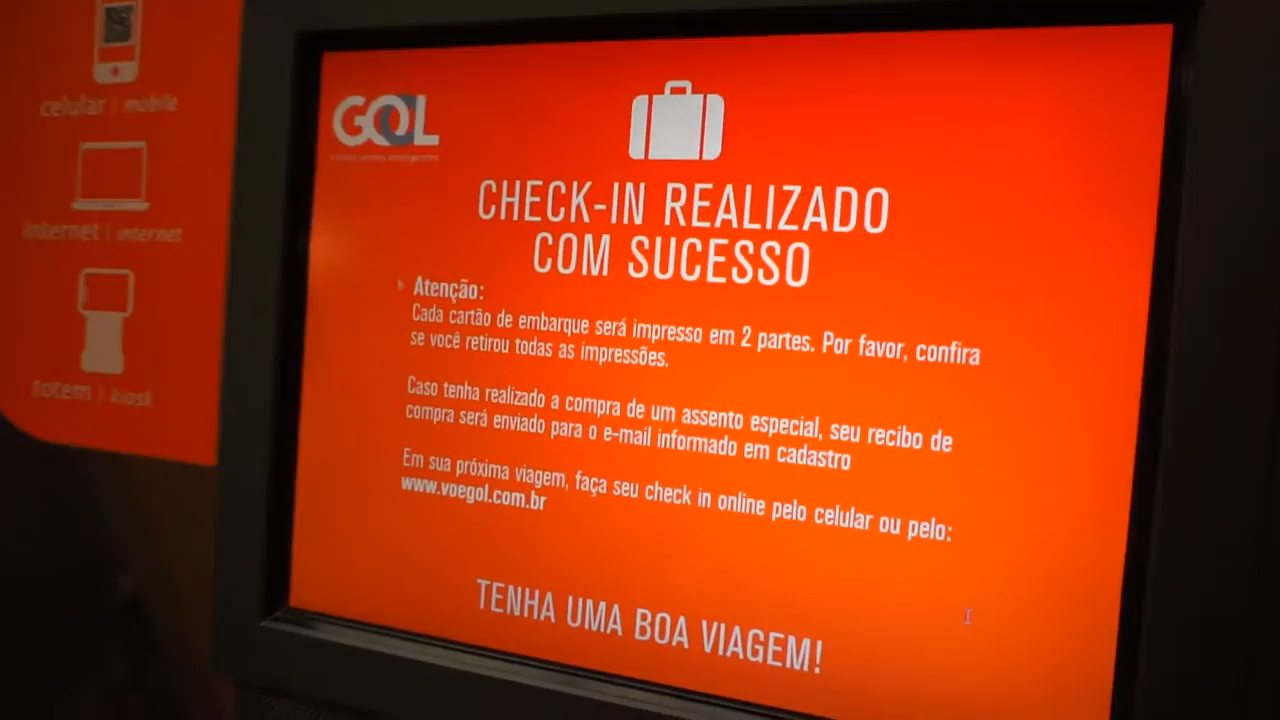 celular | mobile
internet | internet
totem | kiosk
GOL
CHECK-IN REALIZADO
COM SUCESSO
Atenção:
Cada cartão de embarque será impresso em 2 partes. Por favor, confira
se você retirou todas as impressões.
Caso tenha realizado a compra de um assento especial, seu recibo de
compra será enviado para o e-mail informado em cadastro
Em sua próxima viagem, faça seu check in online pelo celular ou pelo:
www.voegol.com.br
TENHA UMA BOA VIAGEM!